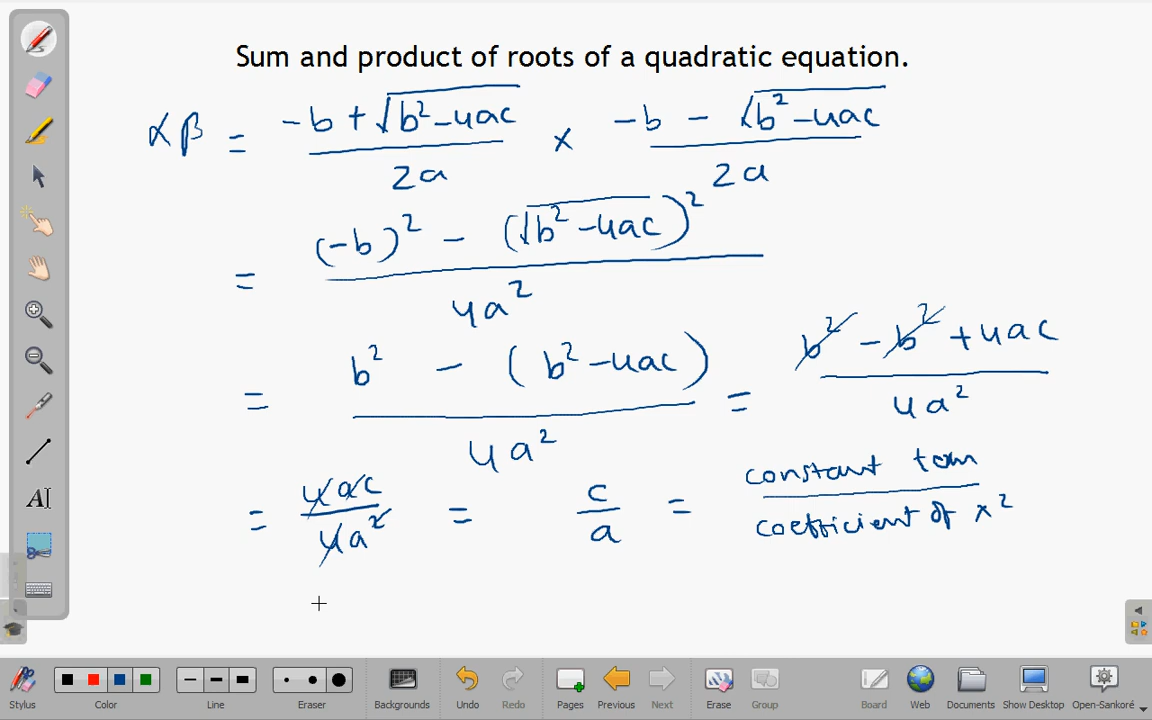 Sum and product of roots of a quadratic equation.
αβ = (-b + √(b² - 4ac))/(2a) × (-b - √(b² - 4ac))/(2a)
= ((-b)² - (√(b² - 4ac))²)/(4a²)
= (b² - (b² - 4ac))/(4a²) = (b² - b² + 4ac)/(4a²)
= 4ac/4a² = c/a = constant term/coefficient of x²
AI
Stylus Color Line Eraser Backgrounds Undo Redo Pages Previous Next Erase Group Board Web Documents Show Desktop Open-Sankoré